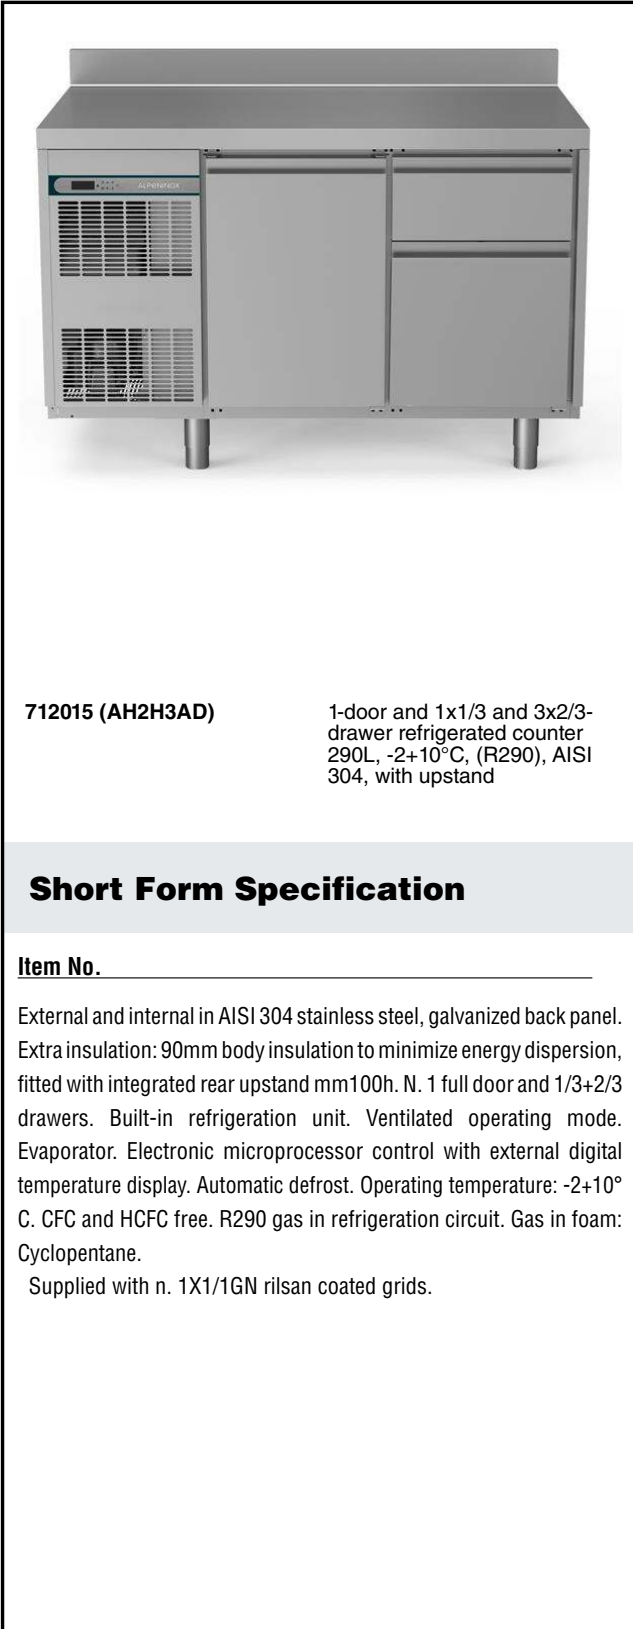 ALPENINOX
712015 (AH2H3AD)
1-door and 1x1/3 and 3x2/3-
drawer refrigerated counter
290L, -2+10°C, (R290), AISI
304, with upstand
Short Form Specification
Item No.
External and internal in AISI 304 stainless steel, galvanized back panel.
Extra insulation: 90mm body insulation to minimize energy dispersion,
fitted with integrated rear upstand mm100h. N. 1 full door and 1/3+2/3
drawers. Built-in refrigeration unit. Ventilated operating mode.
Evaporator. Electronic microprocessor control with external digital
temperature display. Automatic defrost. Operating temperature: -2+10°
C. CFC and HCFC free. R290 gas in refrigeration circuit. Gas in foam:
Cyclopentane.
Supplied with n. 1X1/1GN rilsan coated grids.